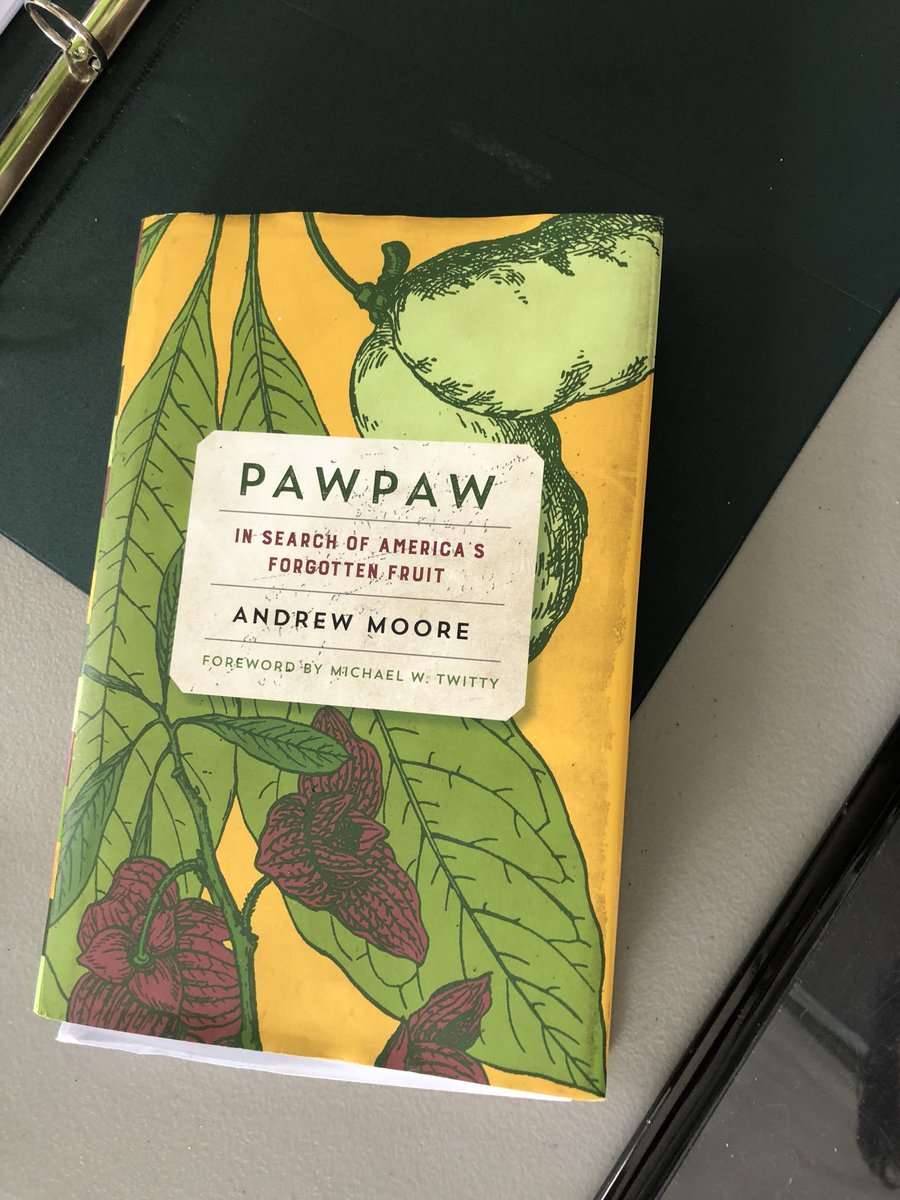 PAWPAW
IN SEARCH OF AMERICA'S
FORGOTTEN FRUIT
ANDREW MOORE
FOREWORD BY MICHAEL W. TWITTY